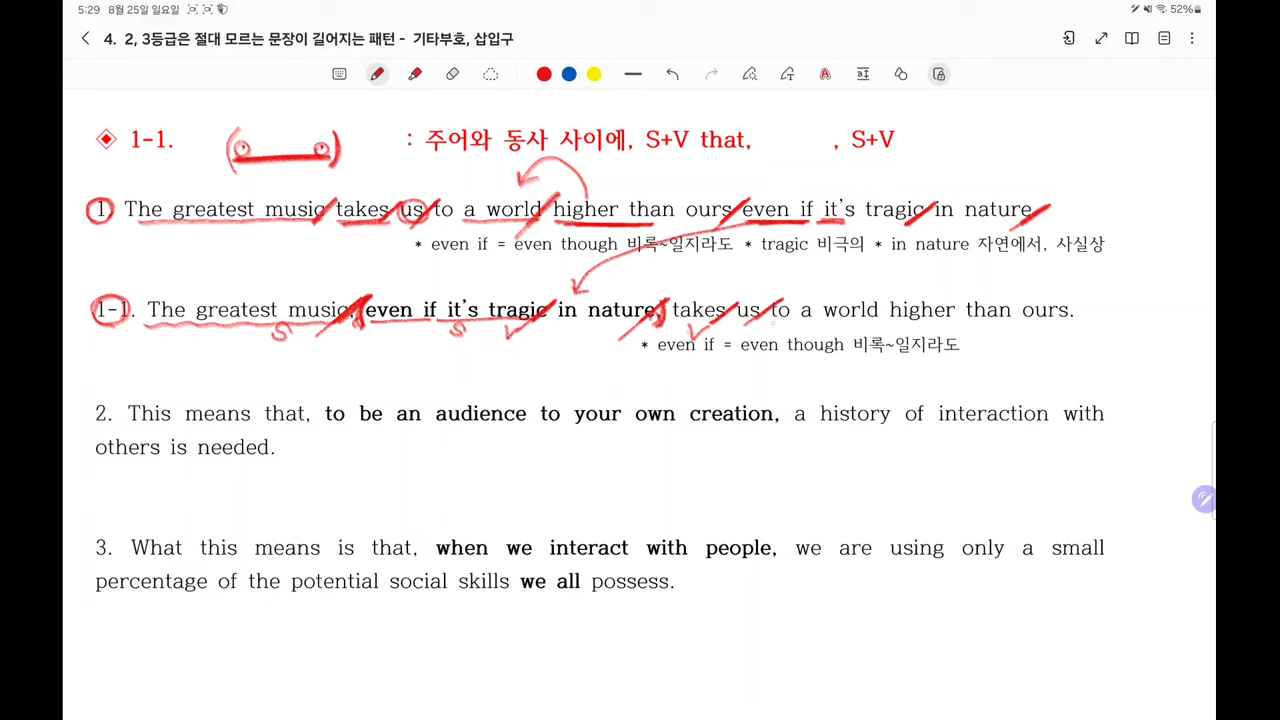 5:29 8월 25일 일요일 52%
4. 2, 3등급은 절대 모르는 문장이 길어지는 패턴 - 기타부호, 삽입구
◈ 1-1. ( , , ) : 주어와 동사 사이에, S+V that, , S+V
1. The greatest music takes us to a world higher than ours even if it's tragic in nature.
* even if = even though 비록~일지라도 * tragic 비극의 * in nature 자연에서, 사실상
1-1. The greatest music, even if it's tragic in nature, takes us to a world higher than ours.
S S V V
* even if = even though 비록~일지라도
2. This means that, to be an audience to your own creation, a history of interaction with
others is needed.
3. What this means is that, when we interact with people, we are using only a small
percentage of the potential social skills we all possess.